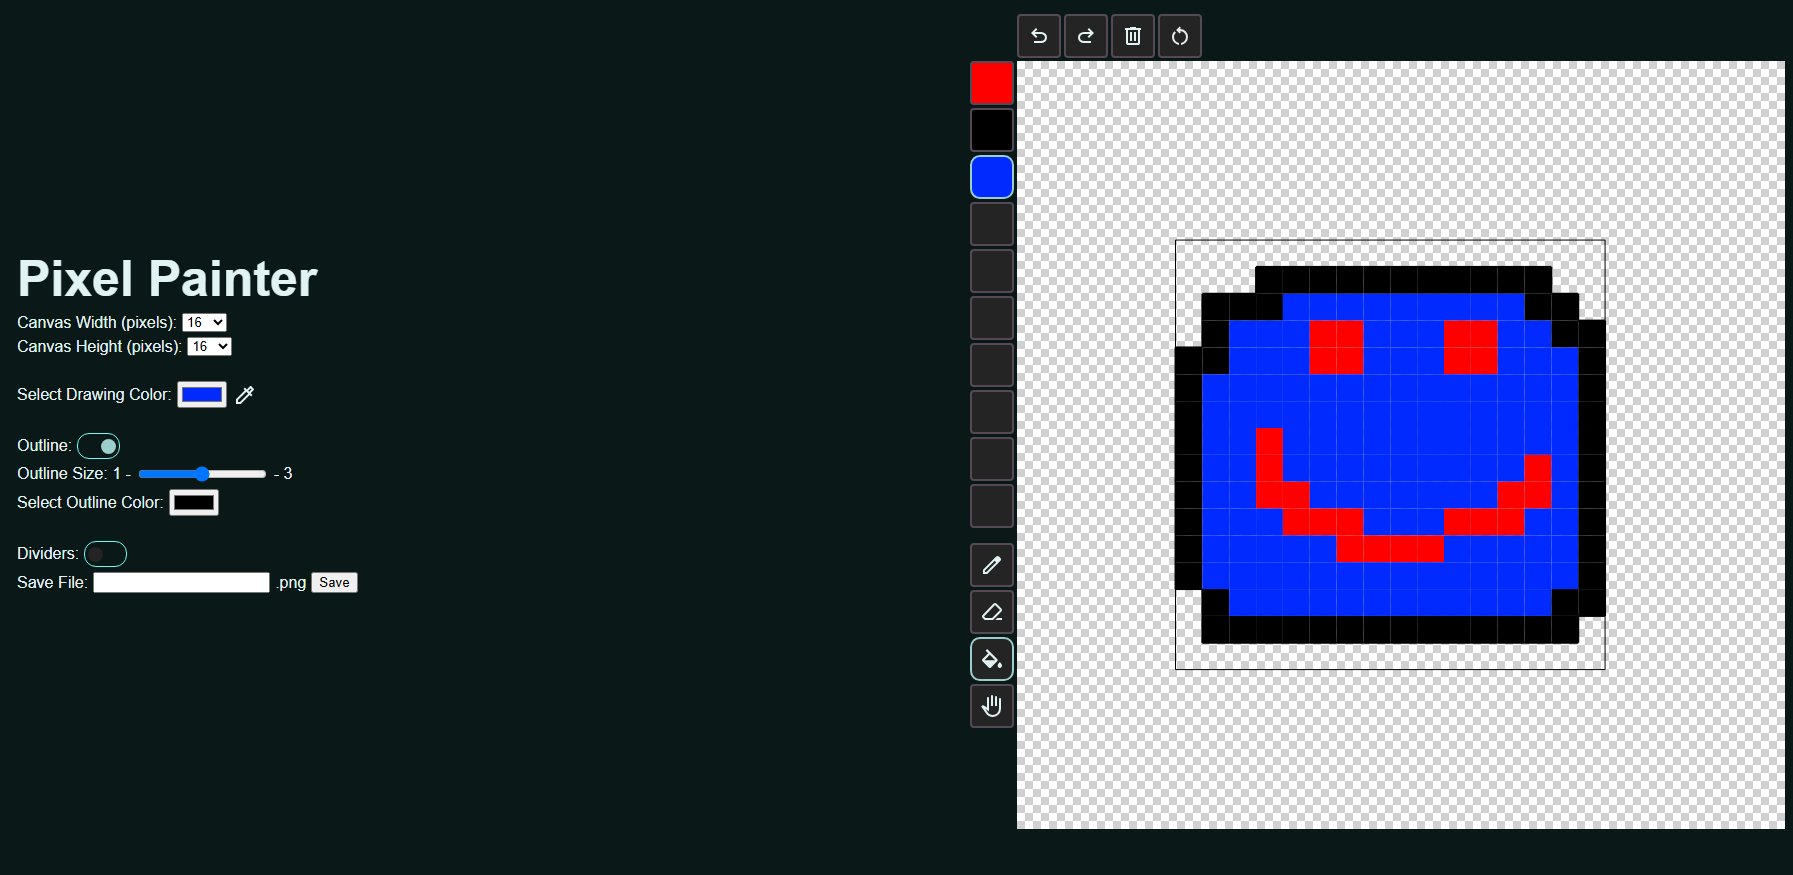 Pixel Painter
Canvas Width (pixels): 16
Canvas Height (pixels): 16
Select Drawing Color:
Outline:
Outline Size: 1 - - 3
Select Outline Color:
Dividers:
Save File: .png Save